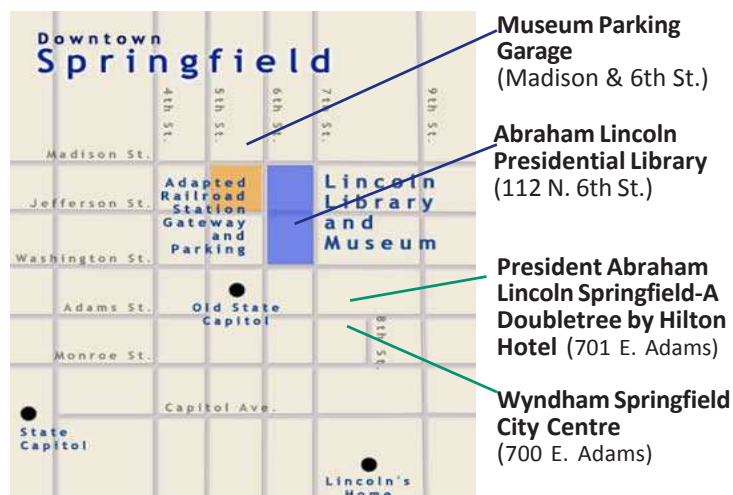 Downtown
Springfield
4th St.
5th St.
6th St.
7th St.
9th St.
Madison St.
Jefferson St.
Washington St.
Adams St.
Monroe St.
Capitol Ave.
8th St.
Adapted
Railroad
Station
Gateway
and
Parking
Lincoln
Library
and
Museum
Old State
Capitol
State
Capitol
Lincoln's
Home
Museum Parking
Garage
(Madison & 6th St.)
Abraham Lincoln
Presidential Library
(112 N. 6th St.)
President Abraham
Lincoln Springfield-A
Doubletree by Hilton
Hotel (701 E. Adams)
Wyndham Springfield
City Centre
(700 E. Adams)